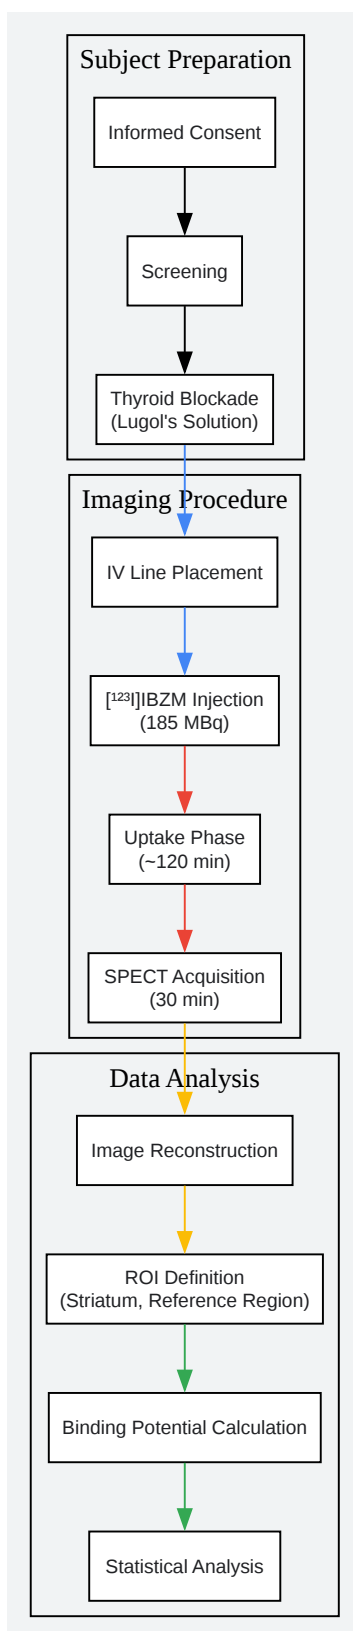 Subject Preparation
Informed Consent
Screening
Thyroid Blockade
(Lugol's Solution)
Imaging Procedure
IV Line Placement
[¹²³I]IBZM Injection
(185 MBq)
Uptake Phase
(~120 min)
SPECT Acquisition
(30 min)
Data Analysis
Image Reconstruction
ROI Definition
(Striatum, Reference Region)
Binding Potential Calculation
Statistical Analysis